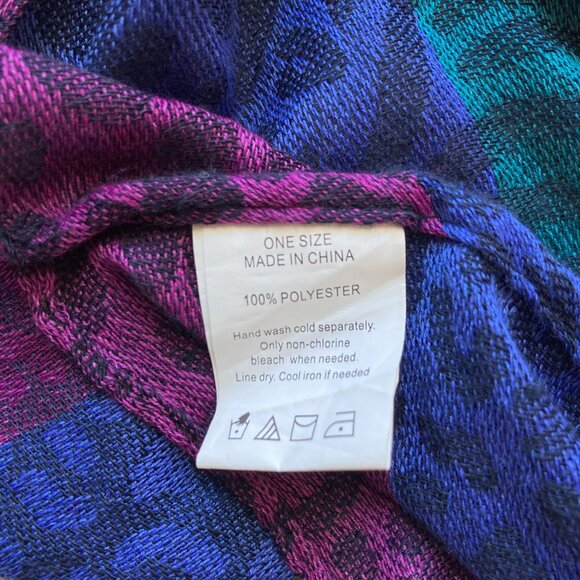 ONE SIZE
MADE IN CHINA
100% POLYESTER
Hand wash cold separately.
Only non-chlorine
bleach when needed.
Line dry. Cool iron if needed